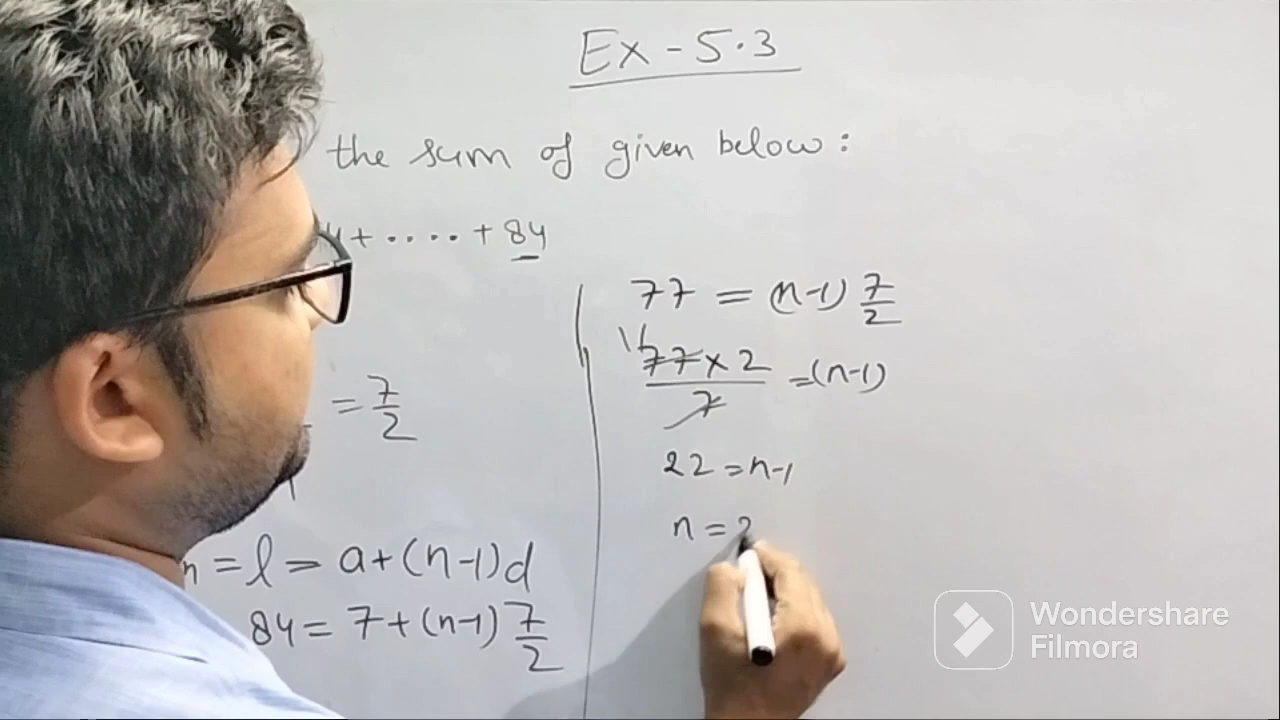 Ex - 5.3
the sum of given below:
4+ .... + 84
= 7/2
n = l = a+(n-1)d
84 = 7+(n-1) 7/2
77 = (n-1) 7/2
11
77×2/7 =(n-1)
22 =n-1
n = 2
Wondershare
Filmora